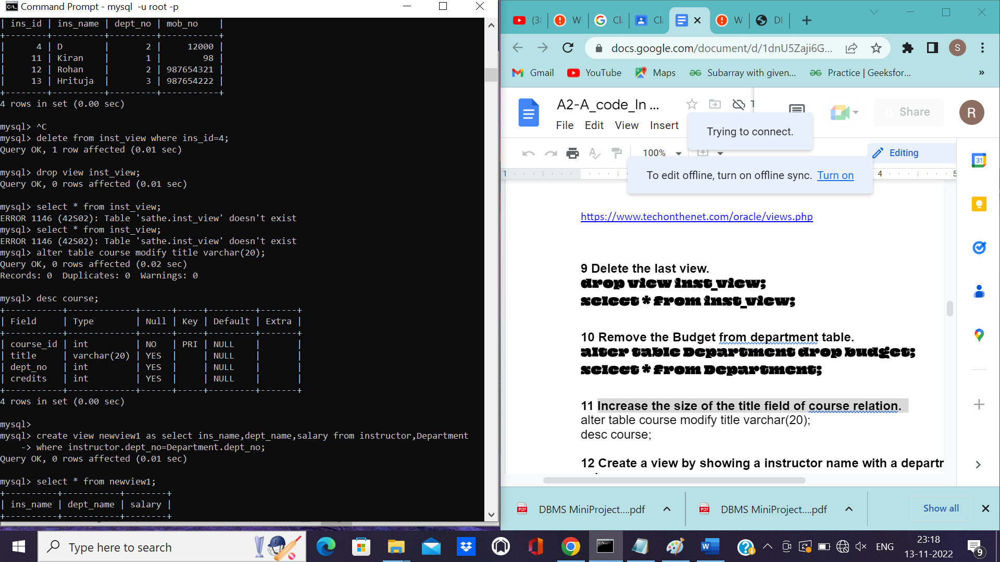 Command Prompt - mysql  -u root -p
| ins_id | ins_name | dept_no | mob_no    |
+--------+----------+---------+-----------+
|      4 | D        |       2 |     12000 |
|     11 | Kiran    |       1 |        98 |
|     12 | Rohan    |       2 | 987654321 |
|     13 | Hrituja  |       3 | 987654222 |
+--------+----------+---------+-----------+
4 rows in set (0.00 sec)
mysql> ^C
mysql> delete from inst_view where ins_id=4;
Query OK, 1 row affected (0.01 sec)
mysql> drop view inst_view;
Query OK, 0 rows affected (0.01 sec)
mysql> select * from inst_view;
ERROR 1146 (42S02): Table 'sathe.inst_view' doesn't exist
mysql> select * from inst_view;
ERROR 1146 (42S02): Table 'sathe.inst_view' doesn't exist
mysql> alter table course modify title varchar(20);
Query OK, 0 rows affected (0.02 sec)
Records: 0  Duplicates: 0  Warnings: 0
mysql> desc course;
+-----------+-------------+------+-----+---------+-------+
| Field     | Type        | Null | Key | Default | Extra |
+-----------+-------------+------+-----+---------+-------+
| course_id | int         | NO   | PRI | NULL    |       |
| title     | varchar(20) | YES  |     | NULL    |       |
| dept_no   | int         | YES  |     | NULL    |       |
| credits   | int         | YES  |     | NULL    |       |
+-----------+-------------+------+-----+---------+-------+
4 rows in set (0.00 sec)
mysql>
mysql> create view newview1 as select ins_name,dept_name,salary from instructor,Department
    -> where instructor.dept_no=Department.dept_no;
Query OK, 0 rows affected (0.01 sec)
mysql> select * from newview1;
+----------+-----------+--------+
| ins_name | dept_name | salary |
+----------+-----------+--------+
(38 W Cl Cl W DE
docs.google.com/document/d/1dnU5Zaji6G... S
Gmail YouTube Maps Subarray with given... Practice | Geeksfor... »
A2-A_code_In ... Share R
File Edit View Insert
Trying to connect.
100% Editing
To edit offline, turn on offline sync. Turn on
1 4 5
31
https://www.techonthenet.com/oracle/views.php
9 Delete the last view.
drop view inst_view;
select * from inst_view;
10 Remove the Budget from department table.
alter table Department drop budget;
select * from Department;
11 Increase the size of the title field of course relation.
alter table course modify title varchar(20);
desc course;
12 Create a view by showing a instructor name with a departr
PDF DBMS MiniProject....pdf PDF DBMS MiniProject....pdf Show all
Type here to search
W ENG
23:18
13-11-2022
9